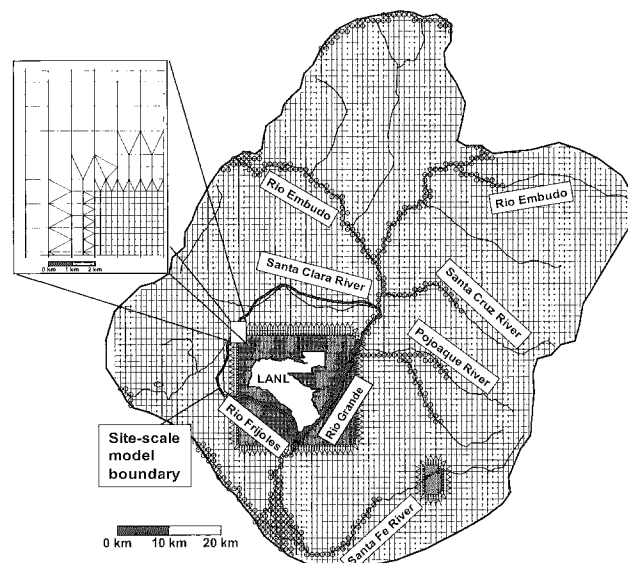 0 km 1 km 2 km
Rio Embudo
Rio Embudo
Santa Clara River
Santa Cruz River
Pojoaque River
LANL
Rio Frijoles
Rio Grande
Site-scale
model
boundary
Santa Fe River
0 km 10 km 20 km